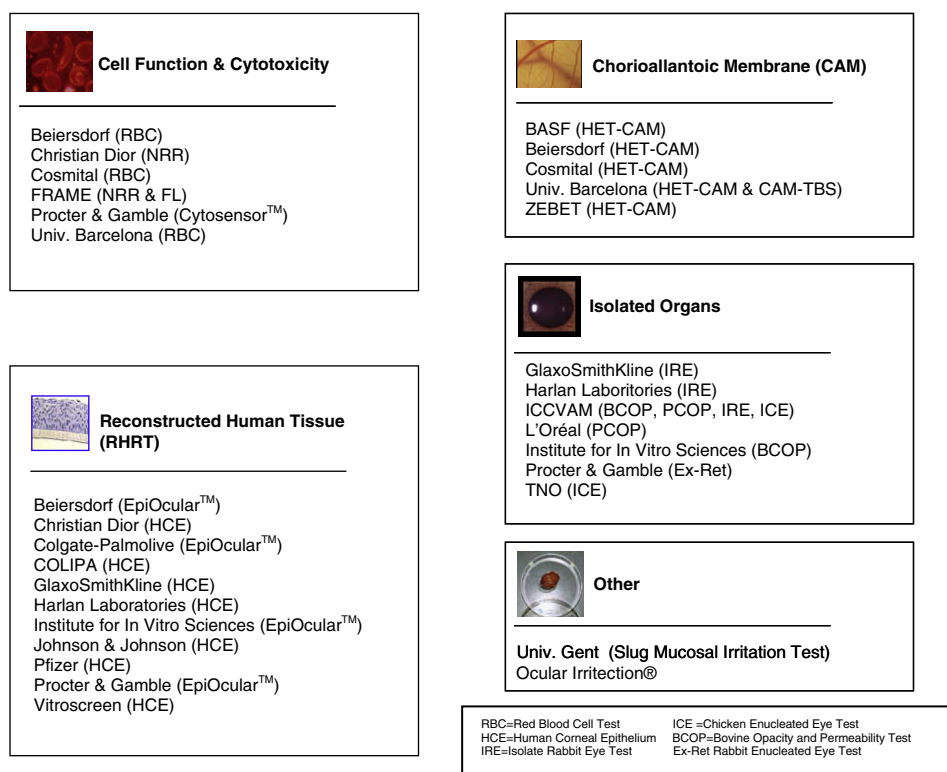 Cell Function & Cytotoxicity
Beiersdorf (RBC)
Christian Dior (NRR)
Cosmital (RBC)
FRAME (NRR & FL)
Procter & Gamble (Cytosensor™)
Univ. Barcelona (RBC)
Reconstructed Human Tissue
(RHRT)
Beiersdorf (EpiOcular™)
Christian Dior (HCE)
Colgate-Palmolive (EpiOcular™)
COLIPA (HCE)
GlaxoSmithKline (HCE)
Harlan Laboratories (HCE)
Institute for In Vitro Sciences (EpiOcular™)
Johnson & Johnson (HCE)
Pfizer (HCE)
Procter & Gamble (EpiOcular™)
Vitroscreen (HCE)
Chorioallantoic Membrane (CAM)
BASF (HET-CAM)
Beiersdorf (HET-CAM)
Cosmital (HET-CAM)
Univ. Barcelona (HET-CAM & CAM-TBS)
ZEBET (HET-CAM)
Isolated Organs
GlaxoSmithKline (IRE)
Harlan Laboritories (IRE)
ICCVAM (BCOP, PCOP, IRE, ICE)
L'Oréal (PCOP)
Institute for In Vitro Sciences (BCOP)
Procter & Gamble (Ex-Ret)
TNO (ICE)
Other
Univ. Gent (Slug Mucosal Irritation Test)
Ocular Irritection®
RBC=Red Blood Cell Test ICE =Chicken Enucleated Eye Test
HCE=Human Corneal Epithelium BCOP=Bovine Opacity and Permeability Test
IRE=Isolate Rabbit Eye Test Ex-Ret Rabbit Enucleated Eye Test